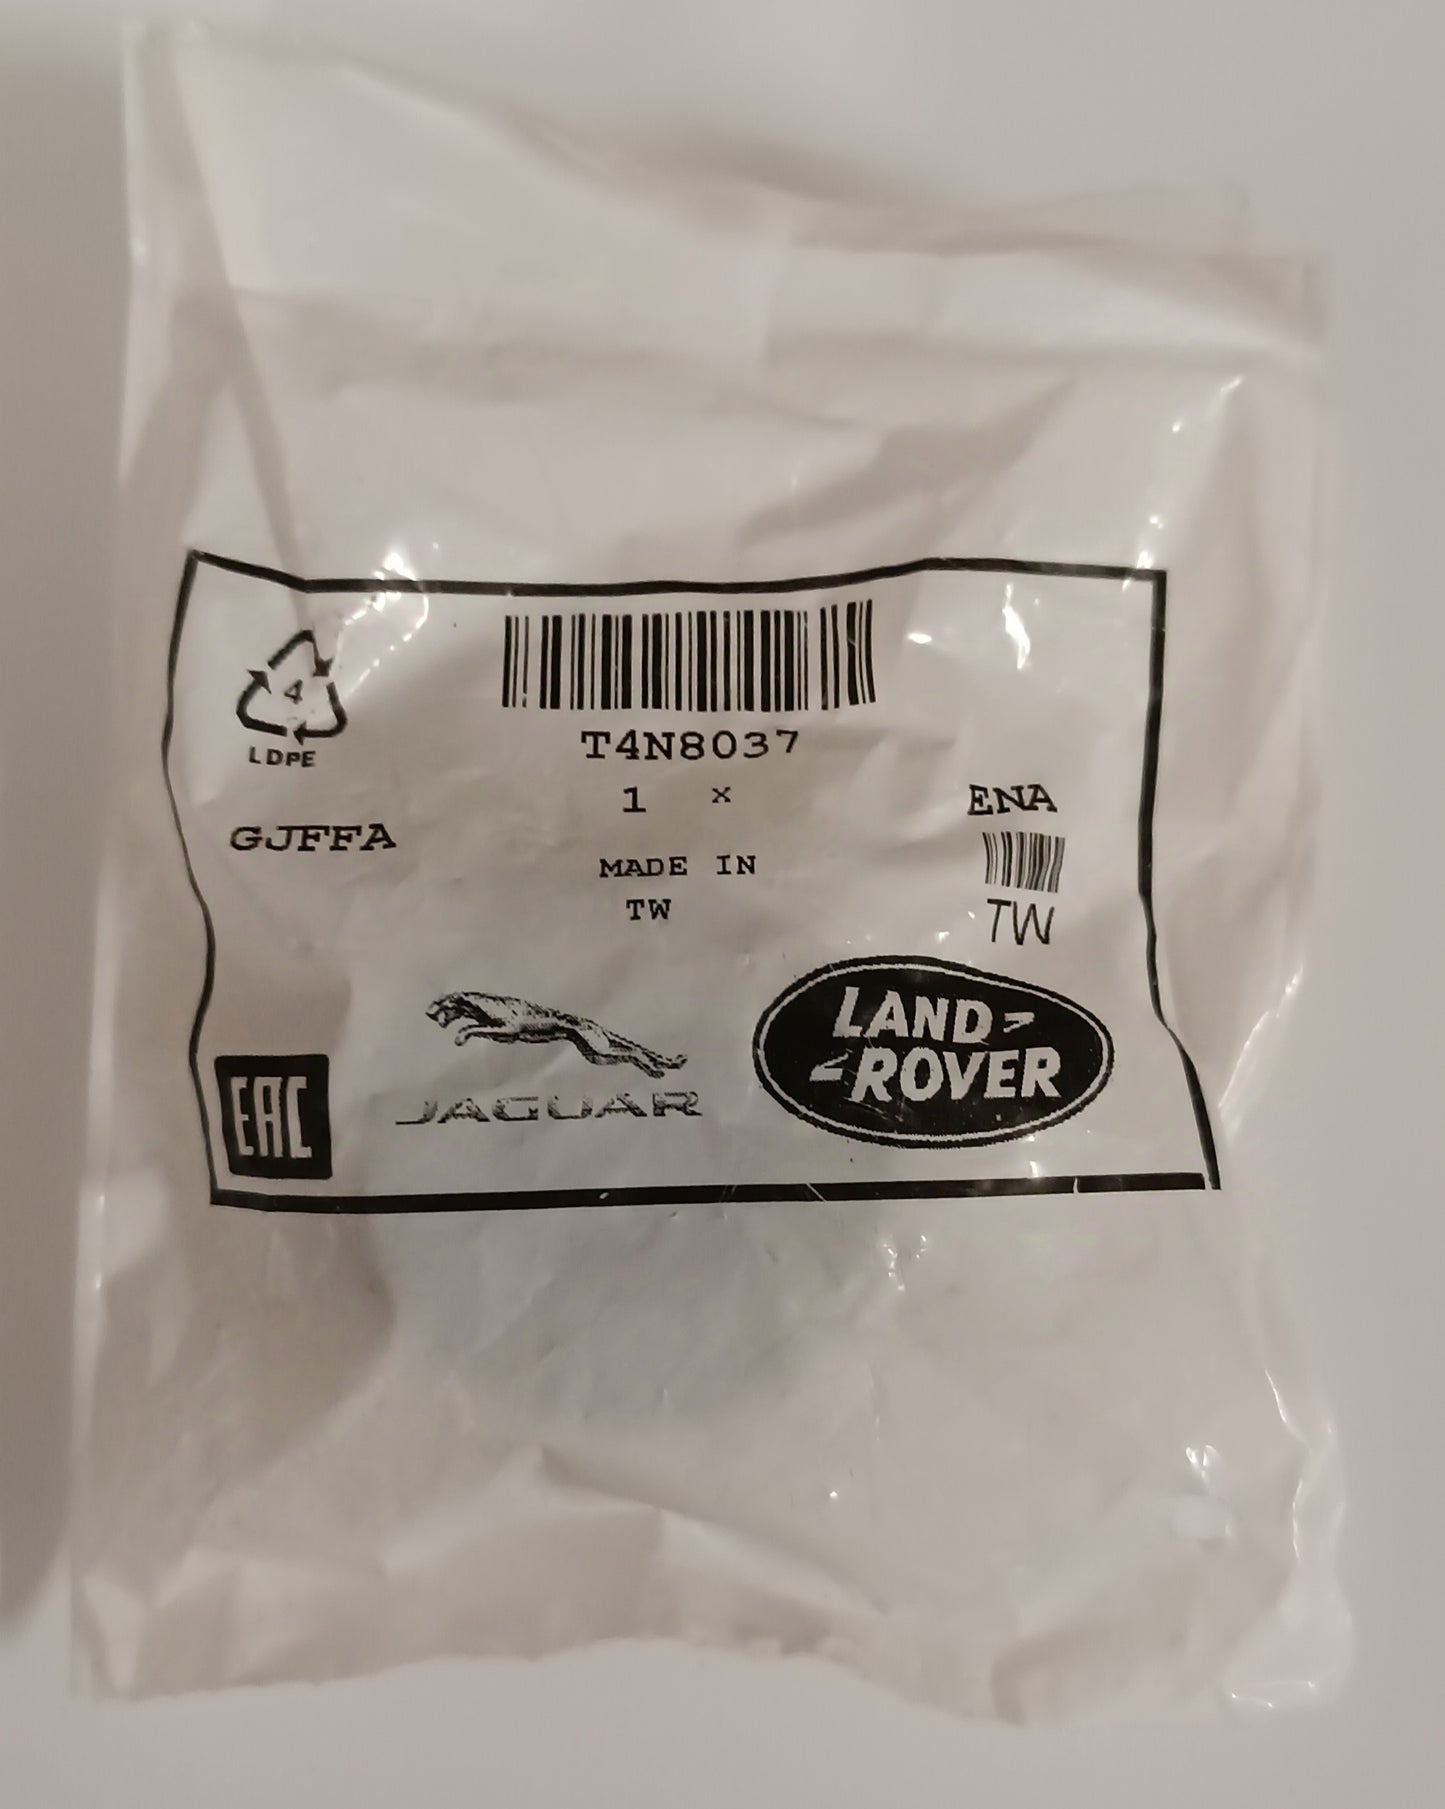 4
LDPE
T4N8037
1 x
ENA
GJFFA
MADE IN
TW
TW
JAGUAR
LAND
ROVER
EAC